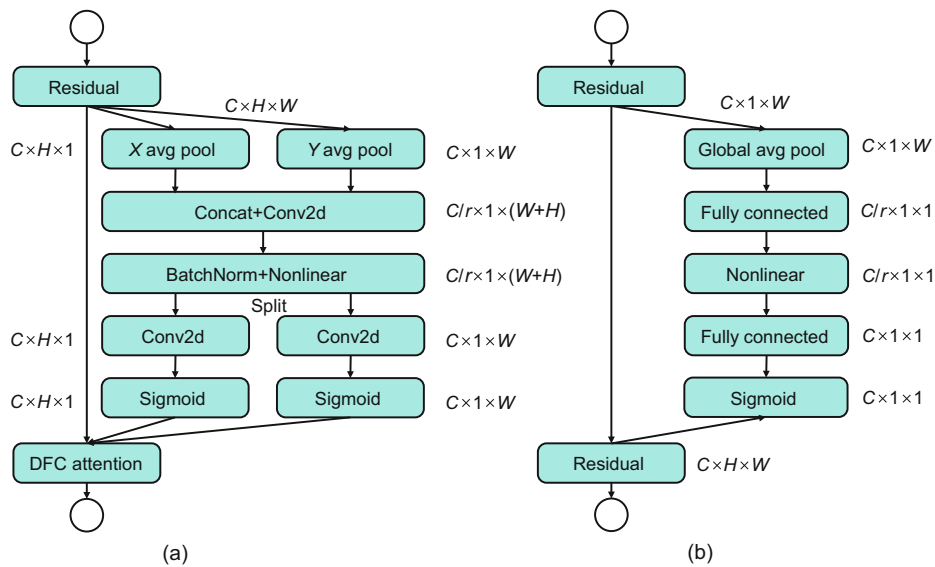 Residual
C×H×W
C×H×1
X avg pool
Y avg pool
C×1×W
Concat+Conv2d
C/r×1×(W+H)
BatchNorm+Nonlinear
C/r×1×(W+H)
Split
C×H×1
Conv2d
Conv2d
C×1×W
C×H×1
Sigmoid
Sigmoid
C×1×W
DFC attention
(a)
Residual
C×1×W
Global avg pool
C×1×W
Fully connected
C/r×1×1
Nonlinear
C/r×1×1
Fully connected
C×1×1
Sigmoid
C×1×1
Residual
C×H×W
(b)